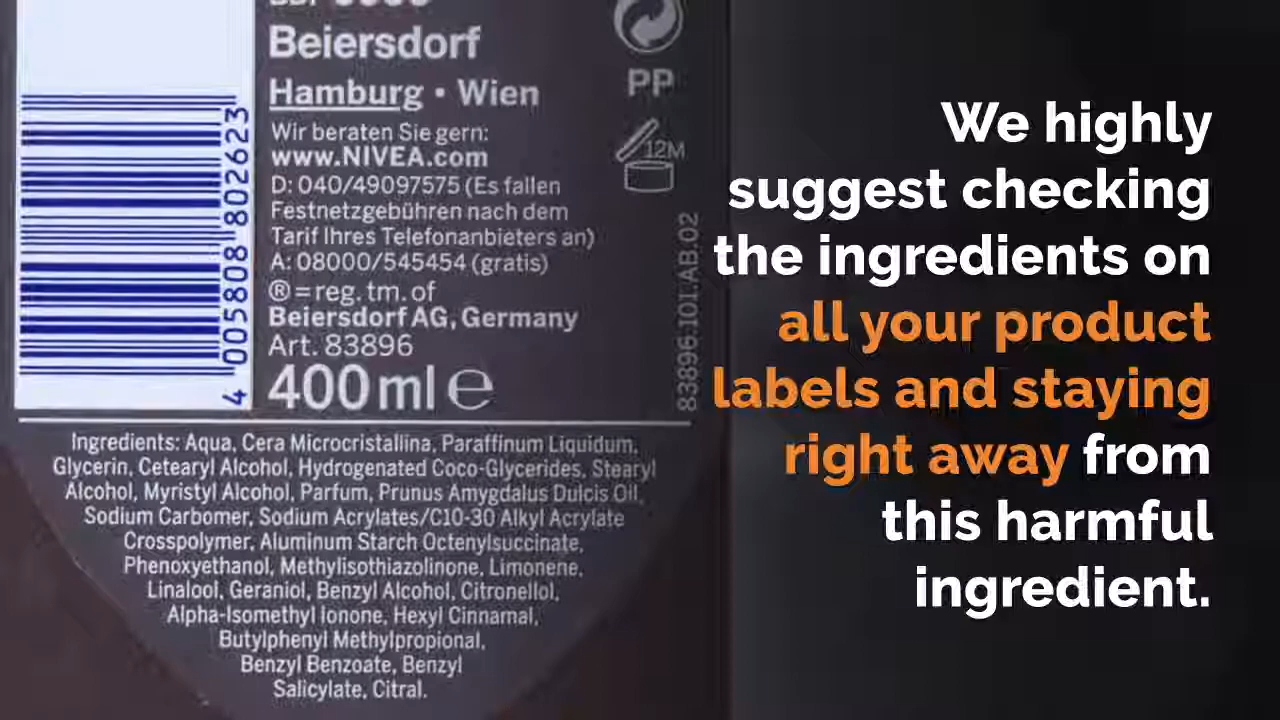 Beiersdorf
Hamburg • Wien
Wir beraten Sie gern:
www.NIVEA.com
D: 040/49097575 (Es fallen
Festnetzgebühren nach dem
Tarif Ihres Telefonanbieters an)
A: 08000/545454 (gratis)
®=reg. tm. of
Beiersdorf AG, Germany
Art. 83896
400 ml e
PP
12M
83896.101.AB.02
4 005808 802623
Ingredients: Aqua, Cera Microcristallina, Paraffinum Liquidum,
Glycerin, Cetearyl Alcohol, Hydrogenated Coco-Glycerides, Stearyl
Alcohol, Myristyl Alcohol, Parfum, Prunus Amygdalus Dulcis Oil,
Sodium Carbomer, Sodium Acrylates/C10-30 Alkyl Acrylate
Crosspolymer, Aluminum Starch Octenylsuccinate,
Phenoxyethanol, Methylisothiazolinone, Limonene,
Linalool, Geraniol, Benzyl Alcohol, Citronellol,
Alpha-Isomethyl Ionone, Hexyl Cinnamal,
Butylphenyl Methylpropional,
Benzyl Benzoate, Benzyl
Salicylate, Citral.
We highly
suggest checking
the ingredients on
all your product
labels and staying
right away from
this harmful
ingredient.